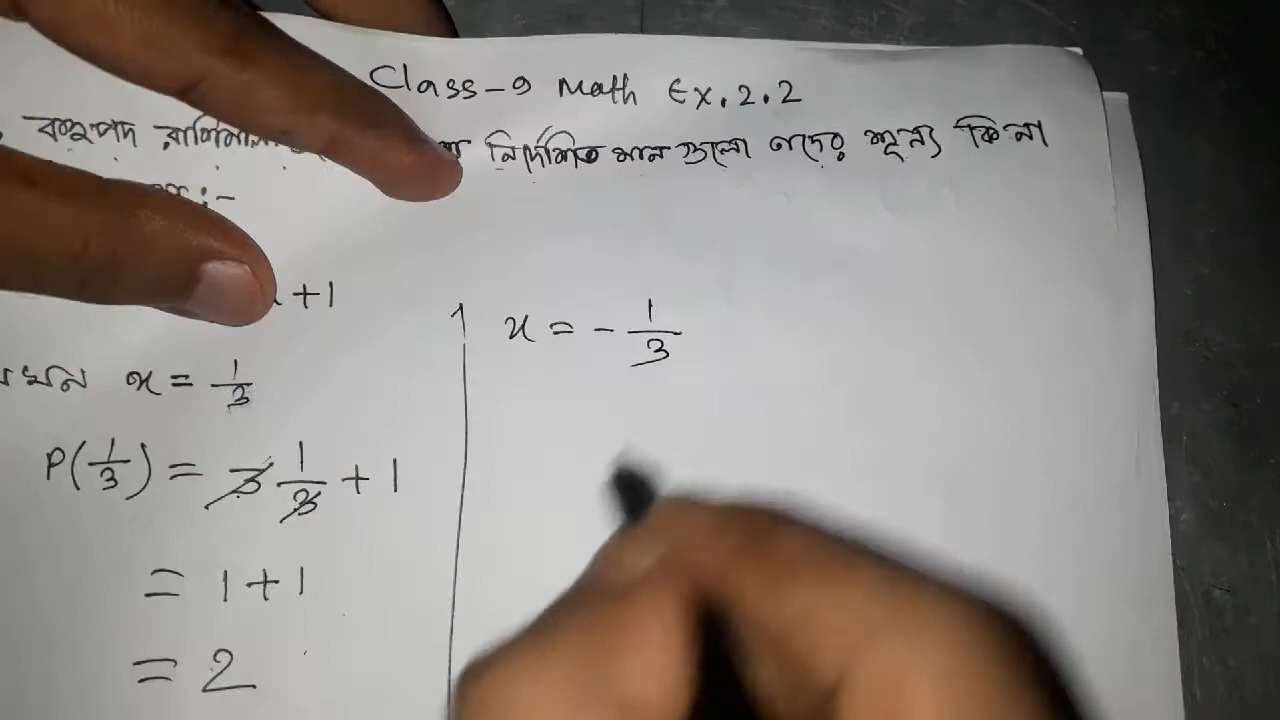 Class-9 Math Ex.2.2
বহুপদ নির্দেশিত মান গুলো তাদের শূন্য কি না
:-
x+1
যখন x = 1/3
P(1/3) = 3 1/3 + 1
= 1+1
= 2
x = - 1/3